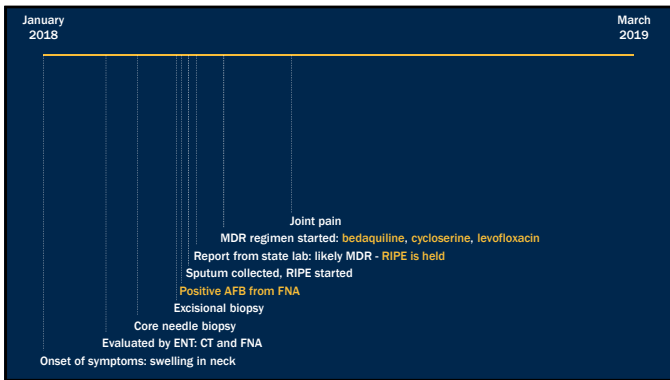 January
2018
March
2019
Joint pain
MDR regimen started: bedaquiline, cycloserine, levofloxacin
Report from state lab: likely MDR - RIPE is held
Sputum collected, RIPE started
Positive AFB from FNA
Excisional biopsy
Core needle biopsy
Evaluated by ENT: CT and FNA
Onset of symptoms: swelling in neck